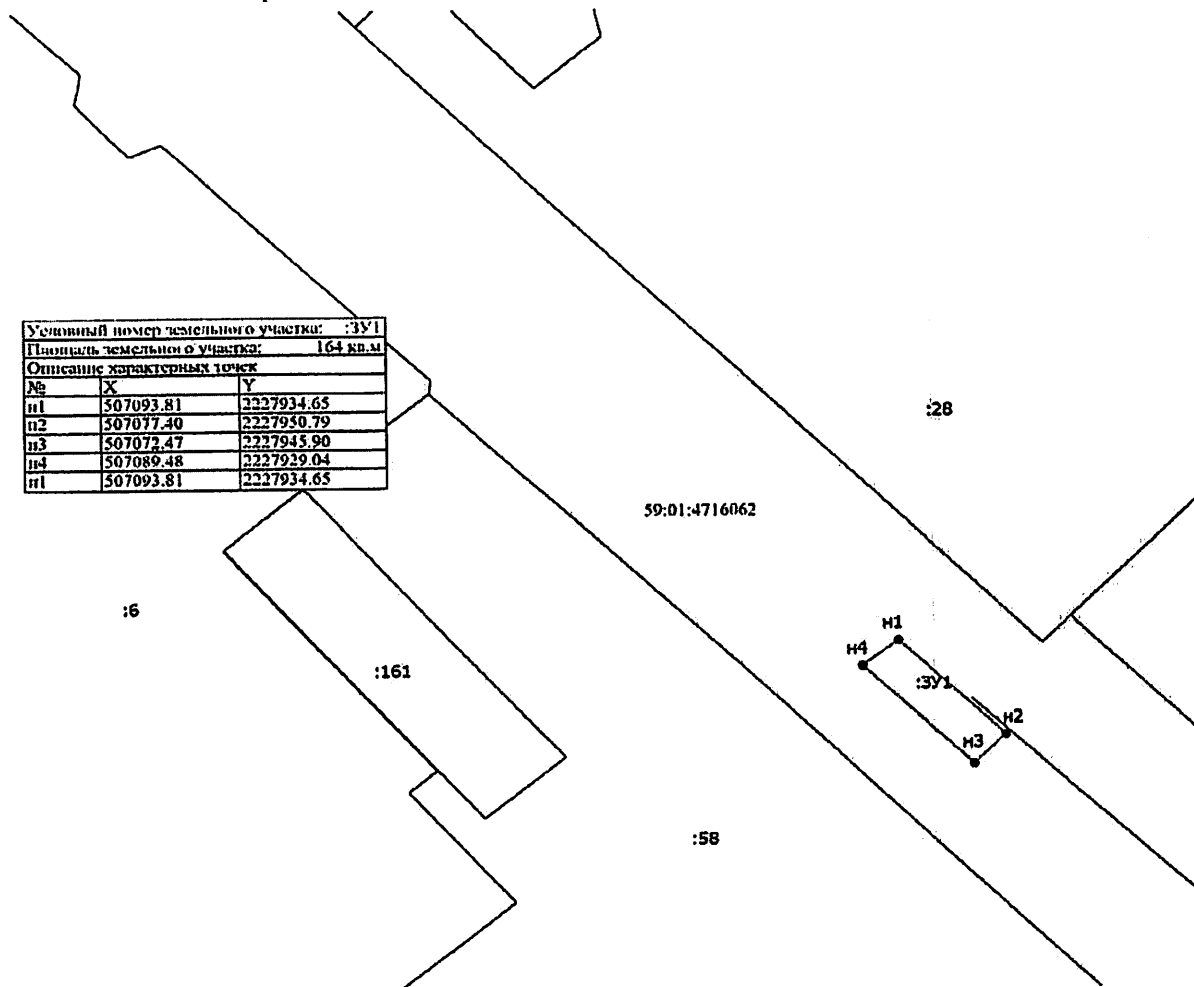 Условный номер земельного участка: :ЗУ1
Площадь земельного участка: 164 кв.м
Описание характерных точек
№ X Y
н1 507093.81 2227934.65
н2 507077.40 2227950.79
н3 507072.47 2227945.90
н4 507089.48 2227929.04
н1 507093.81 2227934.65
:28
59:01:4716062
:6
:161
н1
н4
:ЗУ1
н2
н3
:58